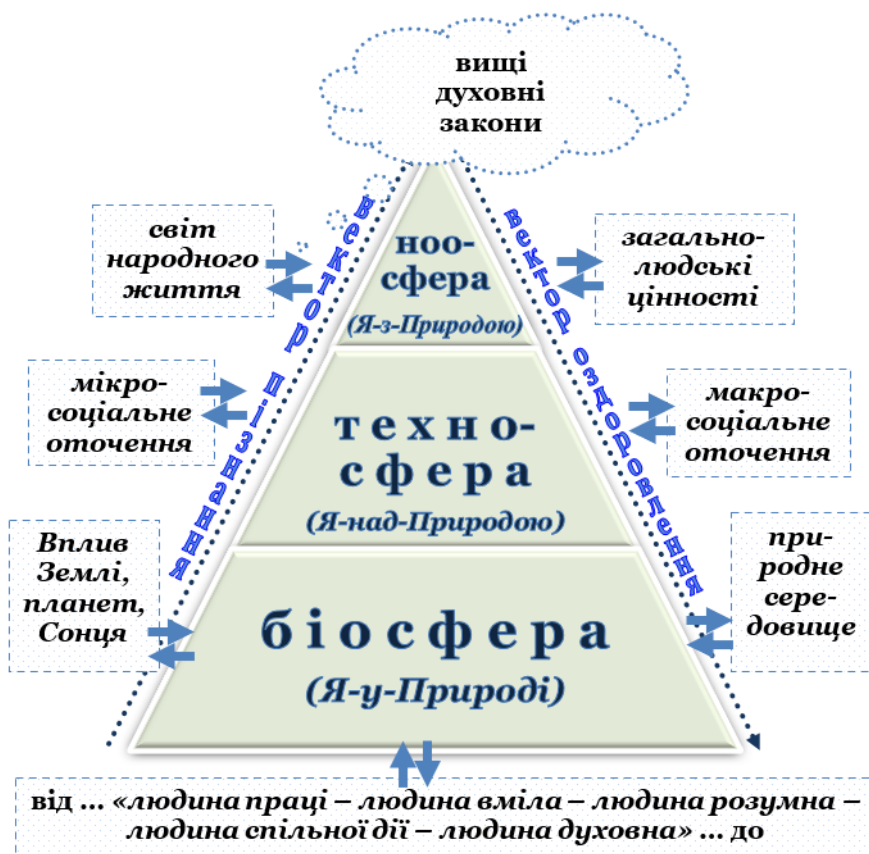 вищі
духовні
закони
світ
народного
життя
вектор пізнання
ноо-
сфера
(Я-з-Природою)
вектор оздоровлення
загально-
людські
цінності
мікро-
соціальне
оточення
техно-
сфера
(Я-над-Природою)
макро-
соціальне
оточення
Вплив
Землі,
планет,
Сонця
біосфера
(Я-у-Природі)
при-
родне
сере-
довище
від ... «людина праці – людина вміла – людина розумна –
людина спільної дії – людина духовна» ... до